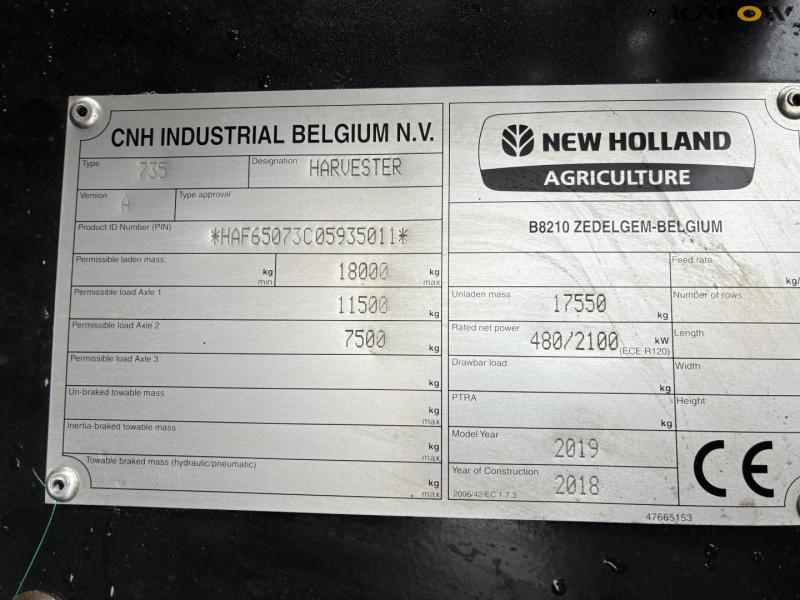 KAPOW
CNH INDUSTRIAL BELGIUM N.V.
Type 735 Designation HARVESTER
Version A Type approval
Product ID Number (PIN) *HAF65073C05935011*
Permissible laden mass kg min 18000 kg max
Permissible load Axle 1 11500 kg
Permissible load Axle 2 7500 kg
Permissible load Axle 3 kg
Un-braked towable mass kg max
Inertia-braked towable mass kg max
Towable braked mass (hydraulic/pneumatic) kg max
NEW HOLLAND
AGRICULTURE
B8210 ZEDELGEM-BELGIUM
Feed rate kg/
Unladen mass 17550 kg Number of rows
Rated net power 480/2100 kW (ECE R120) Length
Drawbar load kg Width
PTRA kg Height
Model Year 2019
Year of Construction 2018
2006/42/EC 1.7.3
CE
47665153